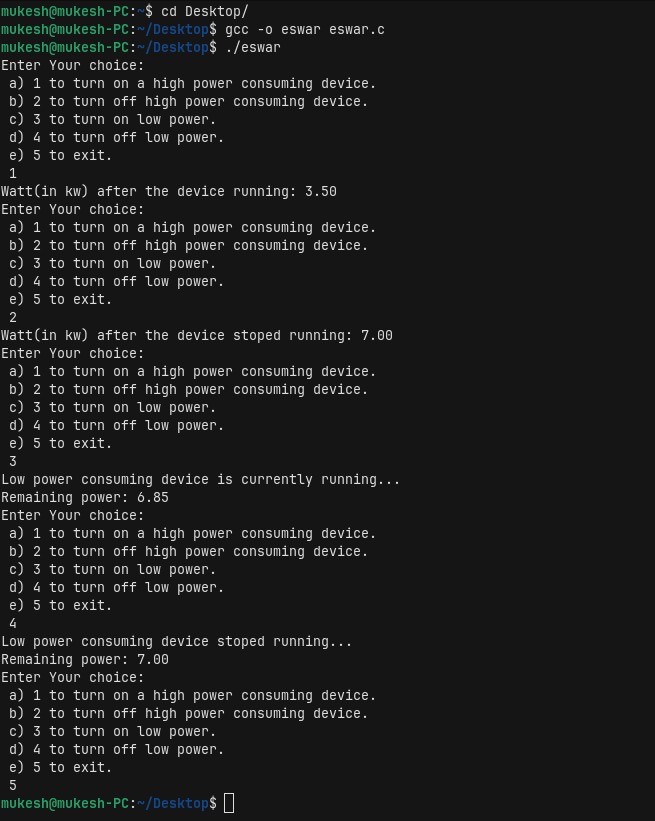 mukesh@mukesh-PC:~$ cd Desktop/
mukesh@mukesh-PC:~/Desktop$ gcc -o eswar eswar.c
mukesh@mukesh-PC:~/Desktop$ ./eswar
Enter Your choice:
 a) 1 to turn on a high power consuming device.
 b) 2 to turn off high power consuming device.
 c) 3 to turn on low power.
 d) 4 to turn off low power.
 e) 5 to exit.
 1
Watt(in kw) after the device running: 3.50
Enter Your choice:
 a) 1 to turn on a high power consuming device.
 b) 2 to turn off high power consuming device.
 c) 3 to turn on low power.
 d) 4 to turn off low power.
 e) 5 to exit.
 2
Watt(in kw) after the device stoped running: 7.00
Enter Your choice:
 a) 1 to turn on a high power consuming device.
 b) 2 to turn off high power consuming device.
 c) 3 to turn on low power.
 d) 4 to turn off low power.
 e) 5 to exit.
 3
Low power consuming device is currently running...
Remaining power: 6.85
Enter Your choice:
 a) 1 to turn on a high power consuming device.
 b) 2 to turn off high power consuming device.
 c) 3 to turn on low power.
 d) 4 to turn off low power.
 e) 5 to exit.
 4
Low power consuming device stoped running...
Remaining power: 7.00
Enter Your choice:
 a) 1 to turn on a high power consuming device.
 b) 2 to turn off high power consuming device.
 c) 3 to turn on low power.
 d) 4 to turn off low power.
 e) 5 to exit.
 5
mukesh@mukesh-PC:~/Desktop$